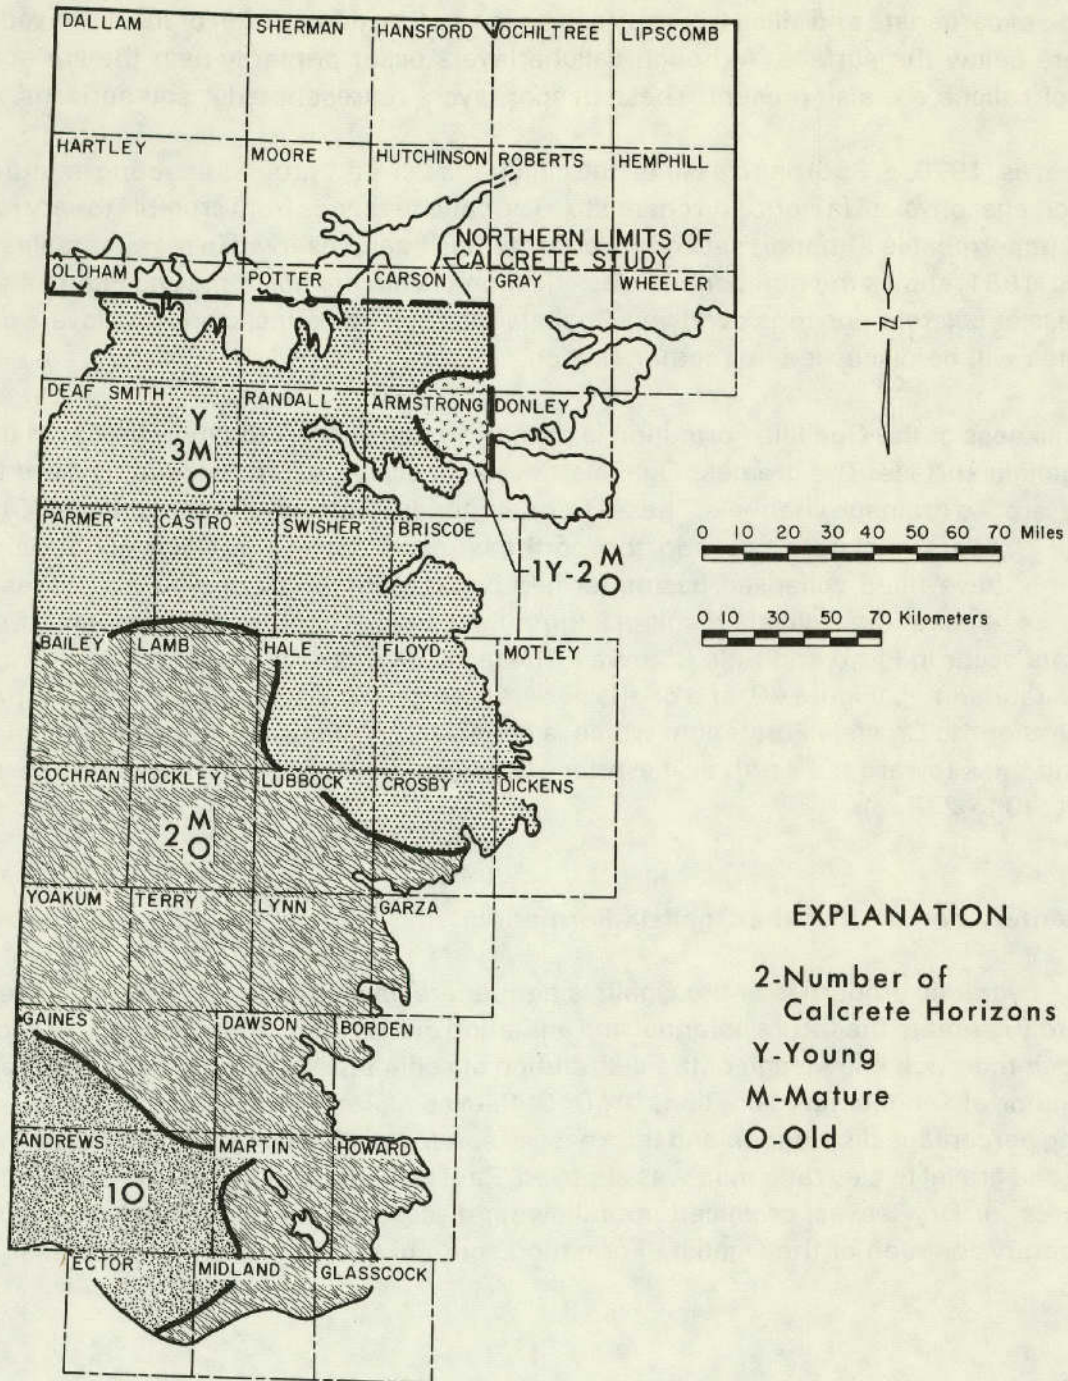 DALLAM SHERMAN HANSFORD OCHILTREE LIPSCOMB
HARTLEY MOORE HUTCHINSON ROBERTS HEMPHILL
NORTHERN LIMITS OF
CALCRETE STUDY
OLDHAM POTTER CARSON GRAY WHEELER
N
DEAF SMITH RANDALL ARMSTRONG DONLEY
Y
3M
O
PARMER CASTRO SWISHER BRISCOE
0 10 20 30 40 50 60 70 Miles
1Y-2 M
O
0 10 30 50 70 Kilometers
BAILEY LAMB HALE FLOYD MOTLEY
COCHRAN HOCKLEY LUBBOCK CROSBY DICKENS
2 M
O
YOAKUM TERRY LYNN GARZA
EXPLANATION
2-Number of
Calcrete Horizons
Y-Young
M-Mature
O-Old
GAINES DAWSON BORDEN
ANDREWS MARTIN HOWARD
1O
ECTOR MIDLAND GLASSCOCK